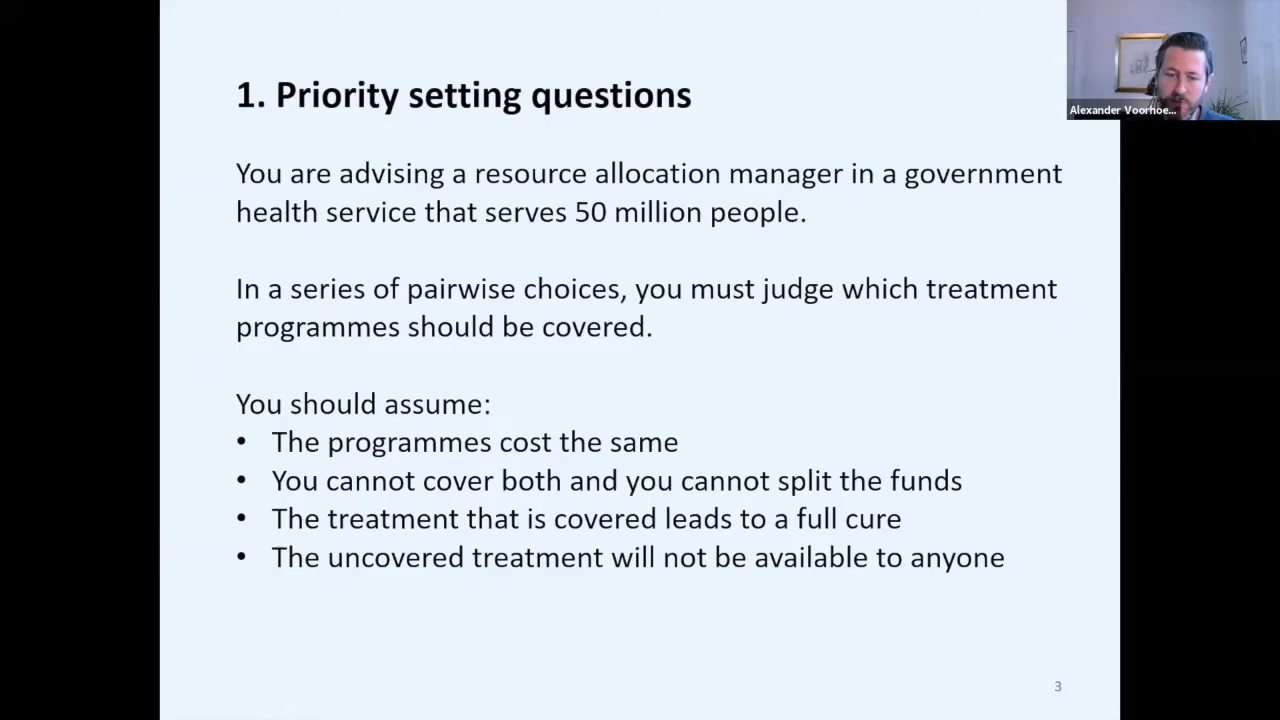 1. Priority setting questions
Alexander Voorhoe...
You are advising a resource allocation manager in a government
health service that serves 50 million people.
In a series of pairwise choices, you must judge which treatment
programmes should be covered.
You should assume:
• The programmes cost the same
• You cannot cover both and you cannot split the funds
• The treatment that is covered leads to a full cure
• The uncovered treatment will not be available to anyone
3